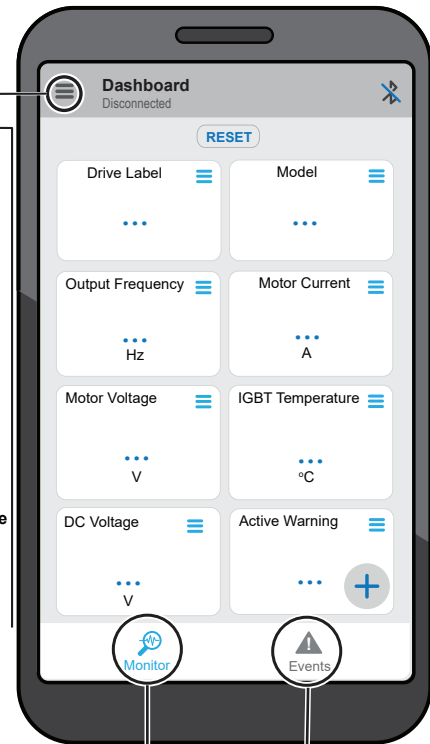 Dashboard
Disconnected
RESET
Drive Label
...
Model
...
Output Frequency
...
Hz
Motor Current
...
A
Motor Voltage
...
V
IGBT Temperature
...
°C
DC Voltage
...
V
Active Warning
...
+
Monitor
Events
e